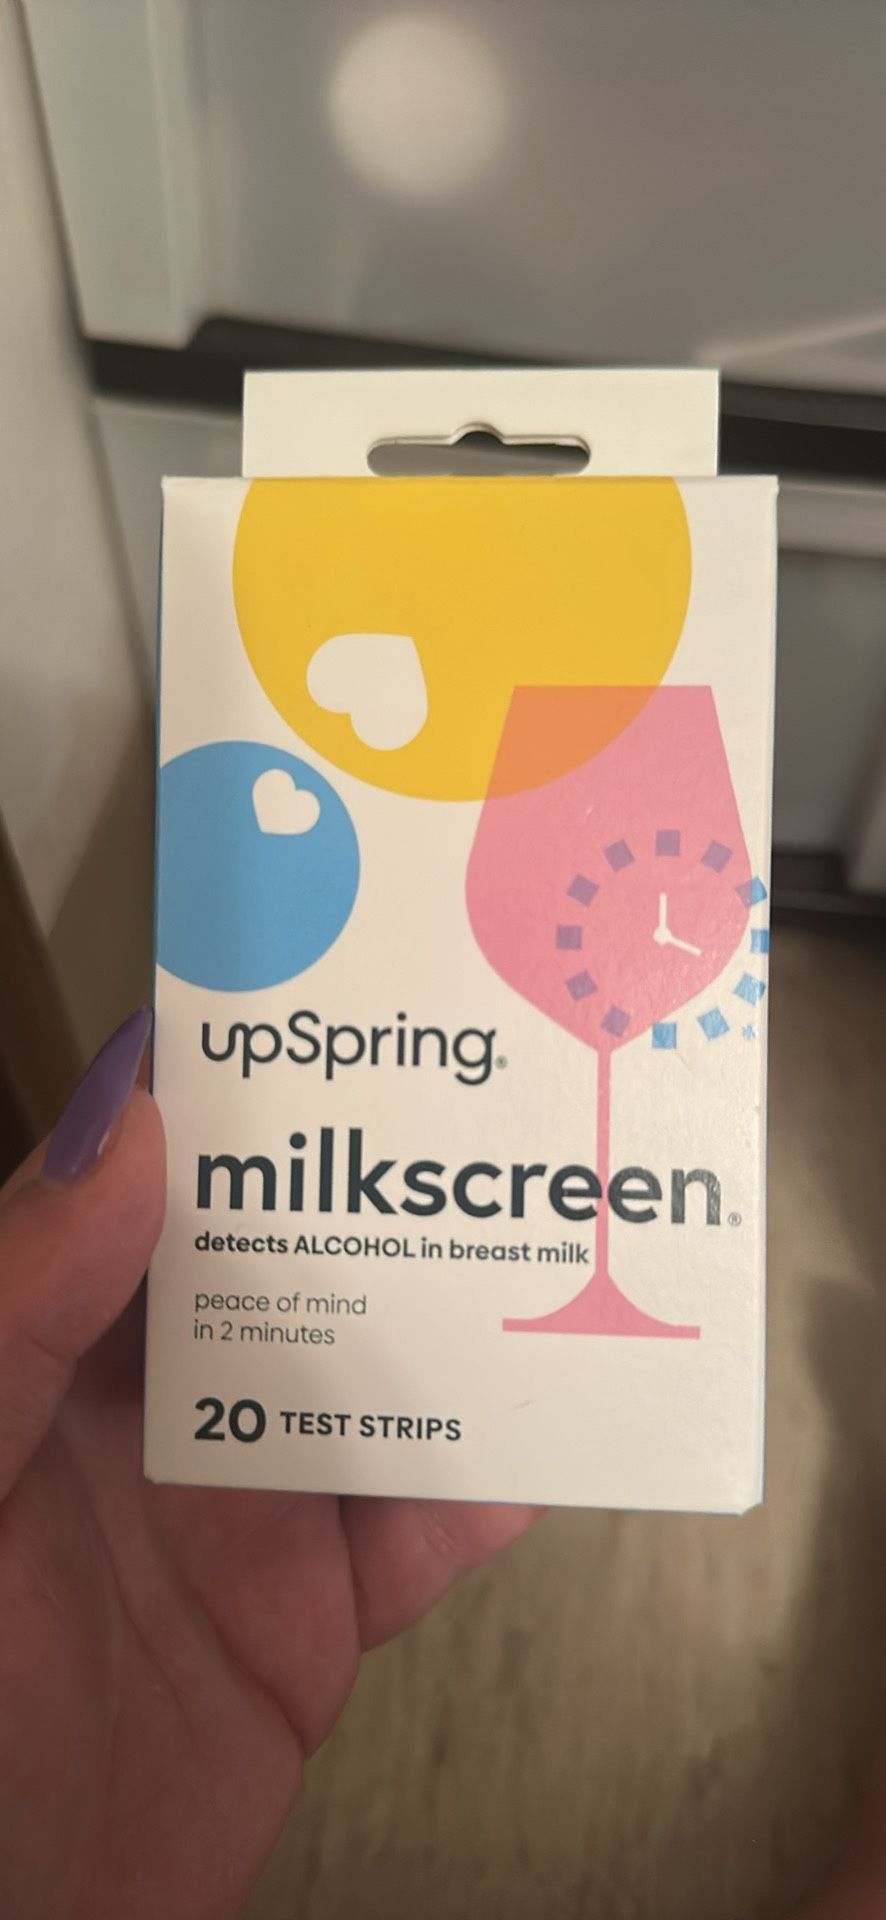 upSpring®
milkscreen®
detects ALCOHOL in breast milk
peace of mind
in 2 minutes
20 TEST STRIPS